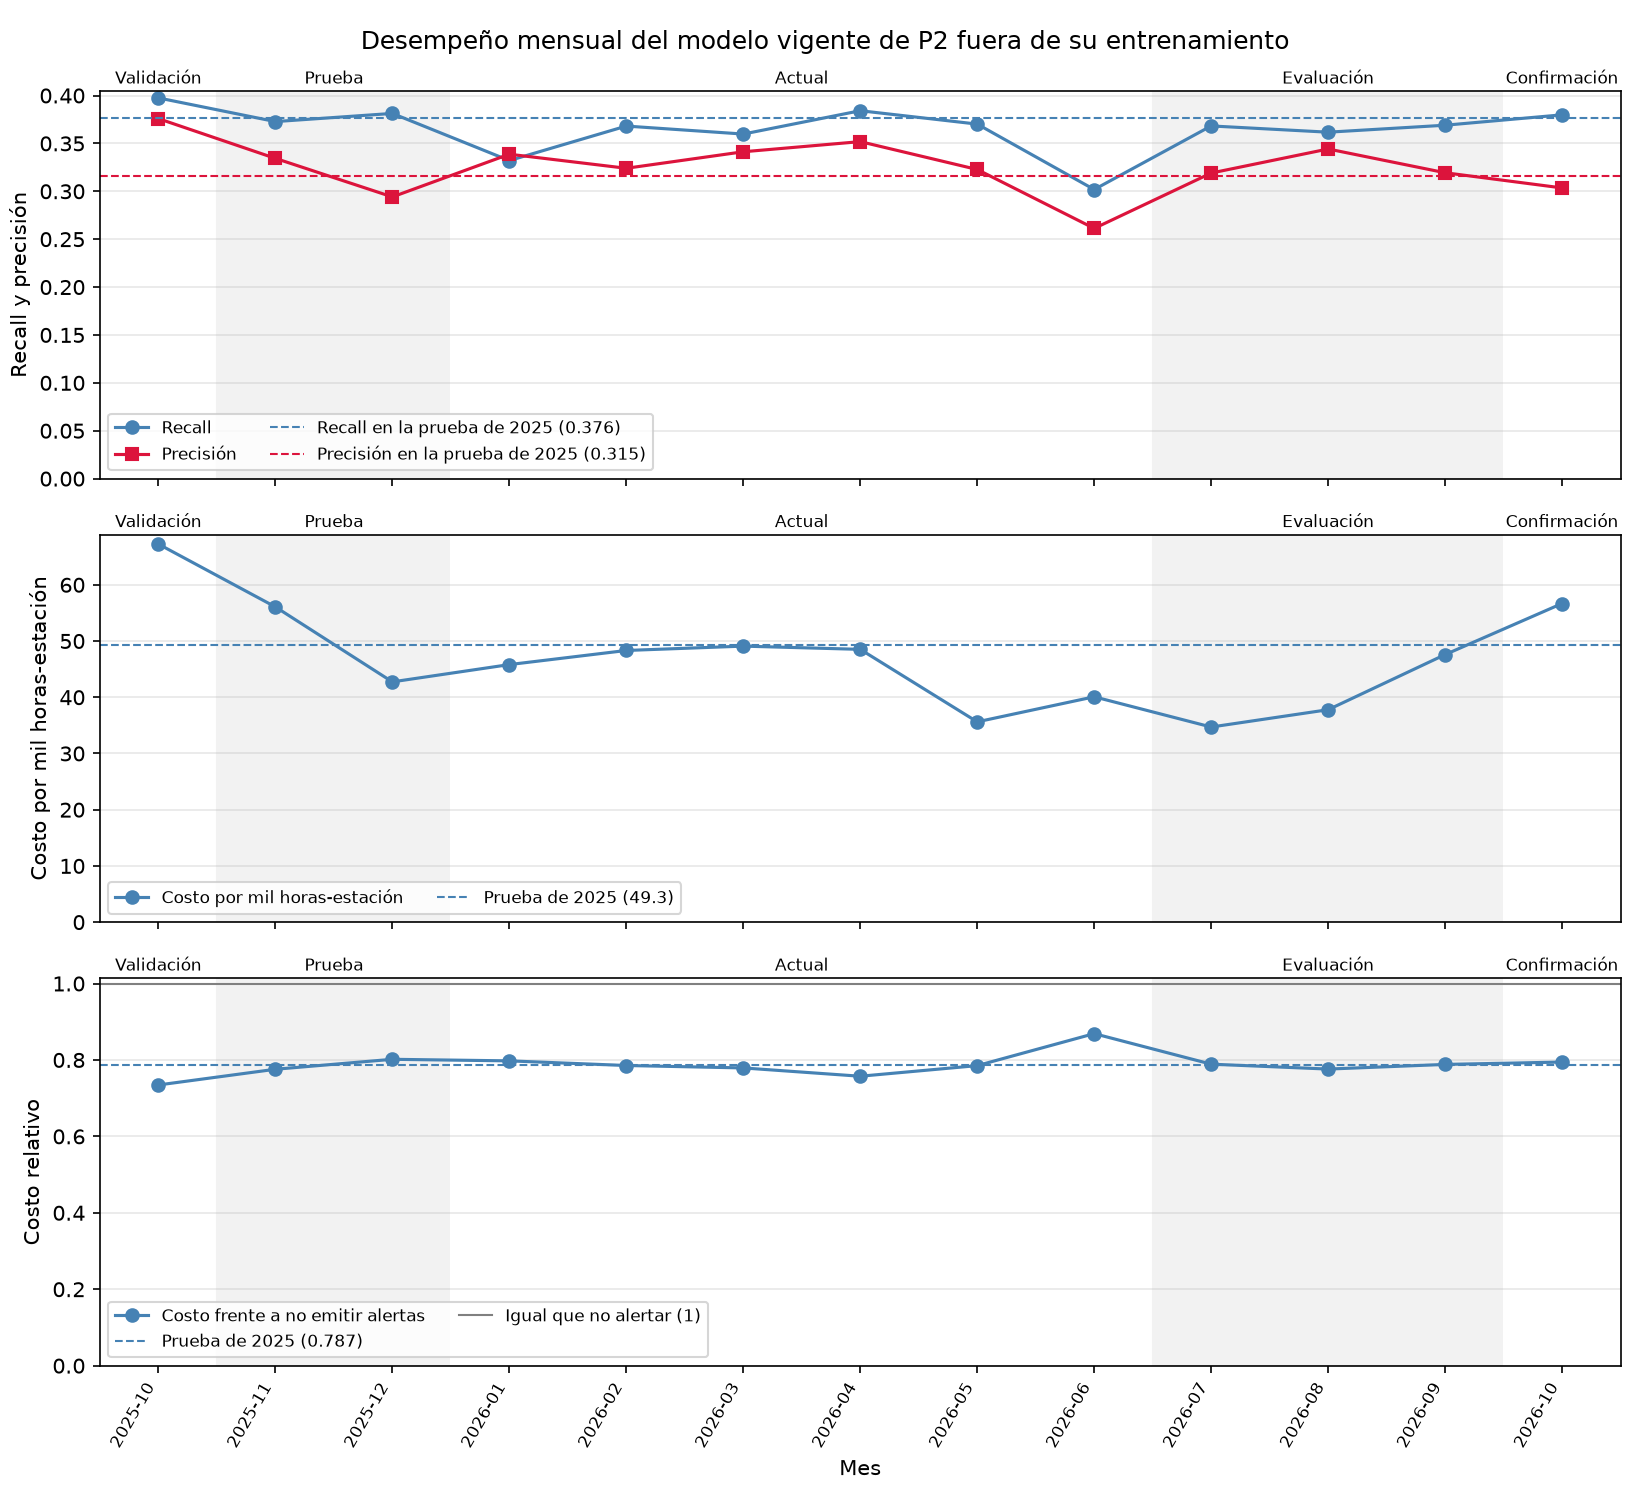 Desempeño mensual del modelo vigente de P2 fuera de su entrenamiento
Validación Prueba Actual Evaluación Confirmación
Recall y precisión
0.40
0.35
0.30
0.25
0.20
0.15
0.10
0.05
0.00
Recall Recall en la prueba de 2025 (0.376)
Precisión Precisión en la prueba de 2025 (0.315)
Validación Prueba Actual Evaluación Confirmación
Costo por mil horas-estación
60
50
40
30
20
10
0
Costo por mil horas-estación Prueba de 2025 (49.3)
Validación Prueba Actual Evaluación Confirmación
Costo relativo
1.0
0.8
0.6
0.4
0.2
0.0
Costo frente a no emitir alertas Igual que no alertar (1)
Prueba de 2025 (0.787)
2025-10 2025-11 2025-12 2026-01 2026-02 2026-03 2026-04 2026-05 2026-06 2026-07 2026-08 2026-09 2026-10
Mes